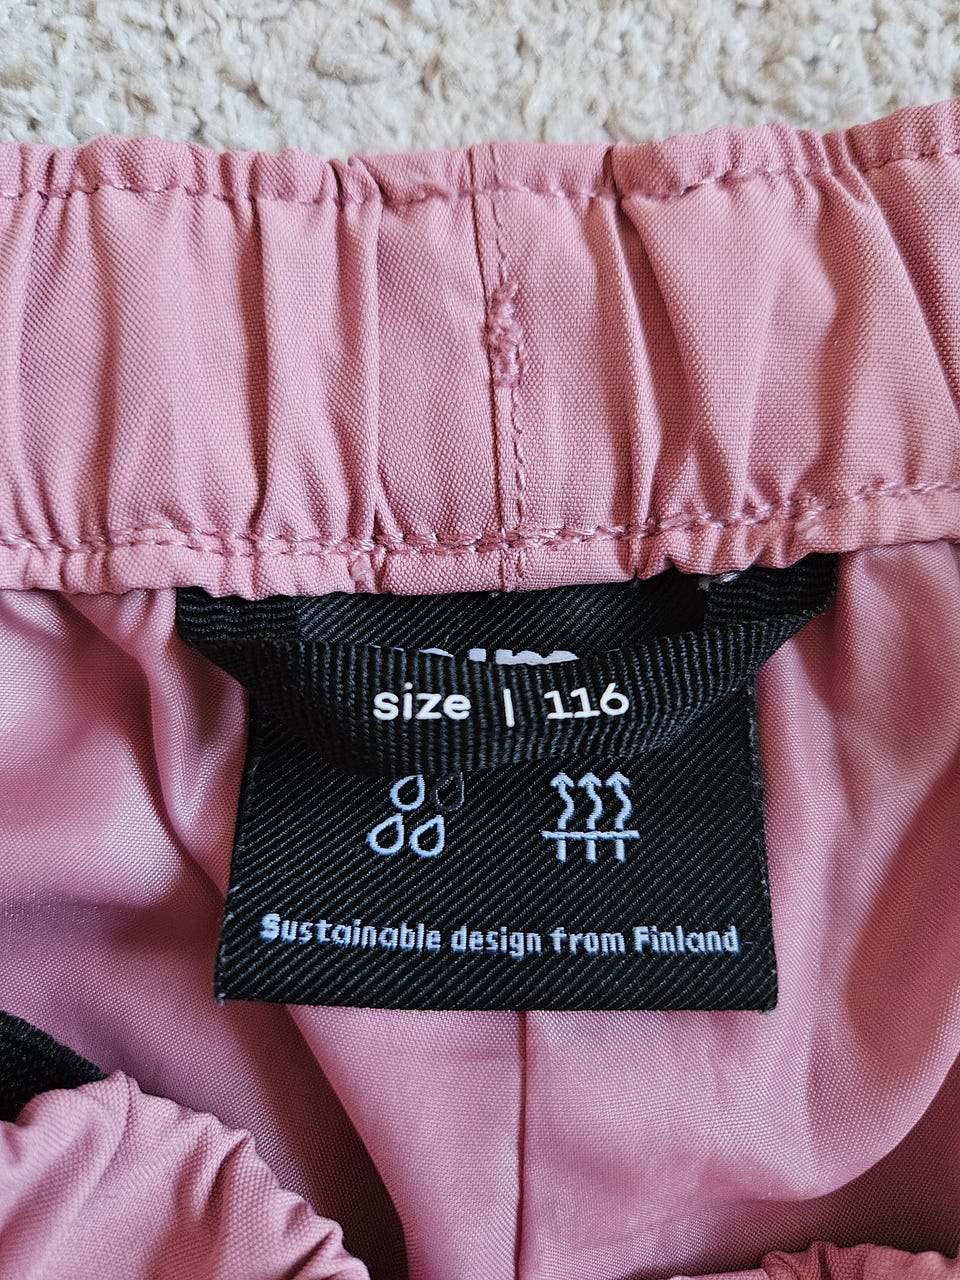 size | 116
Sustainable design from Finland